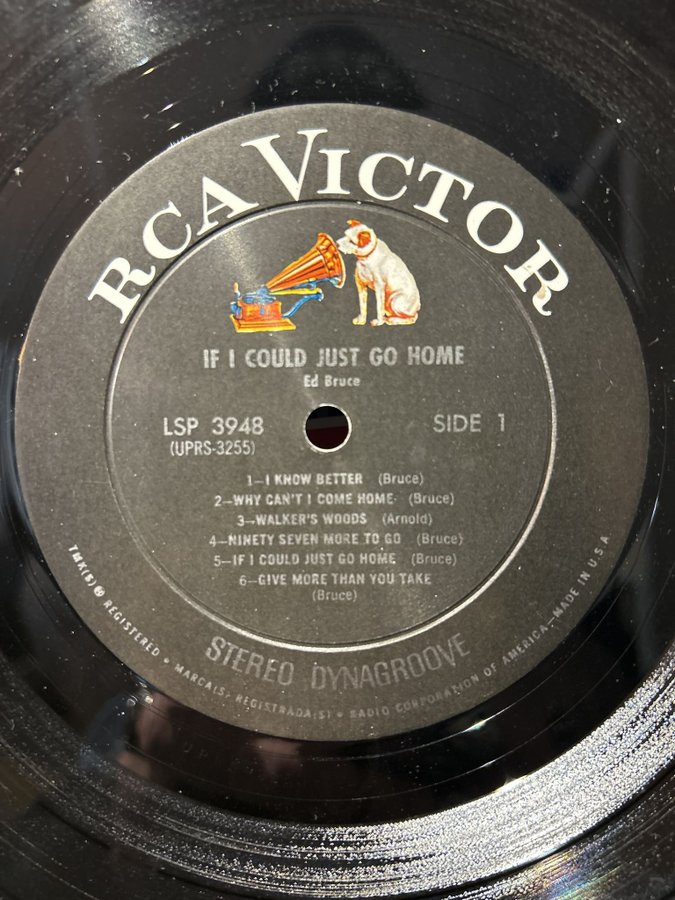 RCA VICTOR
IF I COULD JUST GO HOME
Ed Bruce
LSP 3948
(UPRS-3255)
SIDE 1
1—I KNOW BETTER (Bruce)
2—WHY CAN'T I COME HOME (Bruce)
3—WALKER'S WOODS (Arnold)
4—NINETY SEVEN MORE TO GO (Bruce)
5—IF I COULD JUST GO HOME (Bruce)
6—GIVE MORE THAN YOU TAKE
(Bruce)
STEREO DYNAGROOVE
TMK(S) ® REGISTERED • MARCA(S) REGISTRADA(S) • RADIO CORPORATION OF AMERICA—MADE IN U.S.A